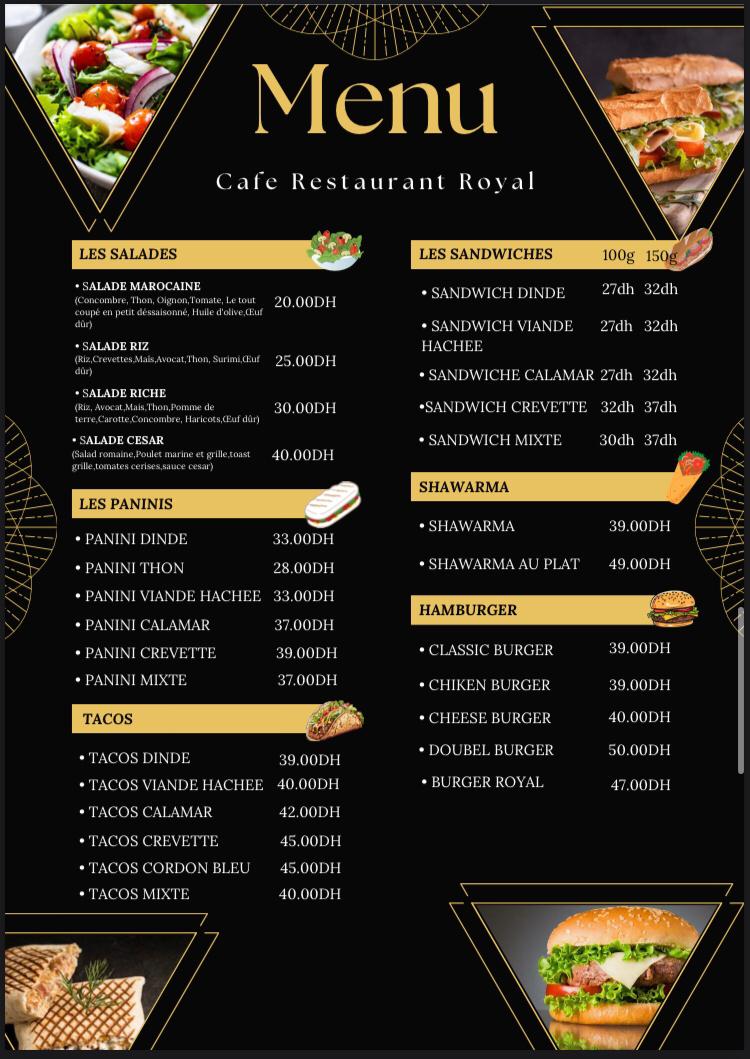 Menu
Cafe Restaurant Royal
LES SALADES
• SALADE MAROCAINE
(Concombre, Thon, Oignon,Tomate, Le tout
coupé en petit déssaisonné, Huile d'olive,Œuf
dûr)
20.00DH
• SALADE RIZ
(Riz,Crevettes,Maïs,Avocat,Thon, Surimi,Œuf
dûr)
25.00DH
• SALADE RICHE
(Riz, Avocat,Mais,Thon,Pomme de
terre,Carotte,Concombre, Haricots,Œuf dûr)
30.00DH
• SALADE CESAR
(Salad romaine,Poulet marine et grille,toast
grille,tomates cerises,sauce cesar)
40.00DH
LES PANINIS
• PANINI DINDE 33.00DH
• PANINI THON 28.00DH
• PANINI VIANDE HACHEE 33.00DH
• PANINI CALAMAR 37.00DH
• PANINI CREVETTE 39.00DH
• PANINI MIXTE 37.00DH
TACOS
• TACOS DINDE 39.00DH
• TACOS VIANDE HACHEE 40.00DH
• TACOS CALAMAR 42.00DH
• TACOS CREVETTE 45.00DH
• TACOS CORDON BLEU 45.00DH
• TACOS MIXTE 40.00DH
LES SANDWICHES 100g 150g
• SANDWICH DINDE 27dh 32dh
• SANDWICH VIANDE 27dh 32dh
HACHEE
• SANDWICHE CALAMAR 27dh 32dh
•SANDWICH CREVETTE 32dh 37dh
• SANDWICH MIXTE 30dh 37dh
SHAWARMA
• SHAWARMA 39.00DH
• SHAWARMA AU PLAT 49.00DH
HAMBURGER
• CLASSIC BURGER 39.00DH
• CHIKEN BURGER 39.00DH
• CHEESE BURGER 40.00DH
• DOUBEL BURGER 50.00DH
• BURGER ROYAL 47.00DH